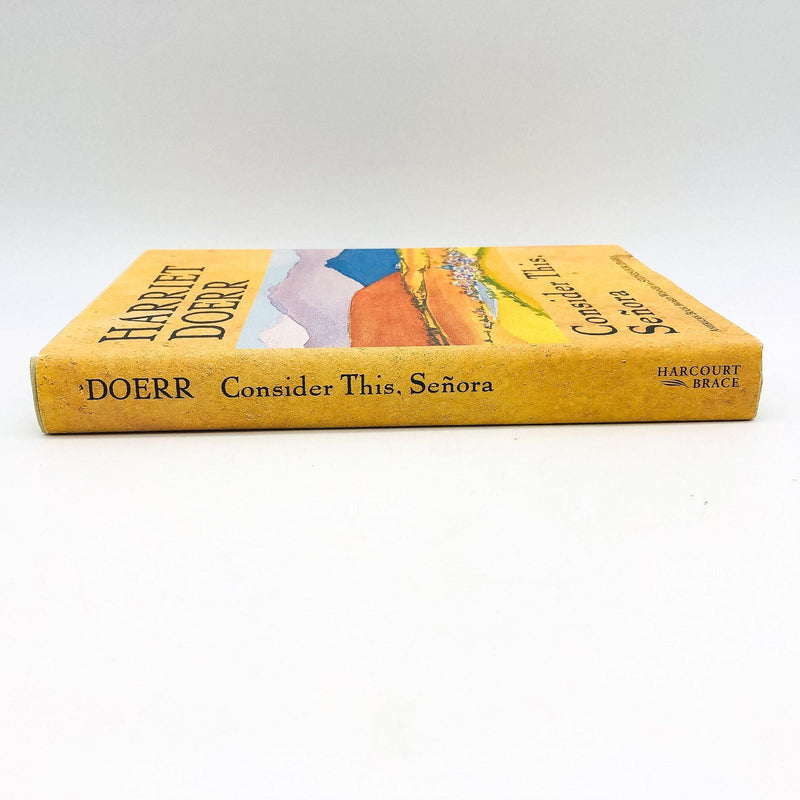 HARRIET
DOERR
Consider This,
Señora
DOERR Consider This, Señora
HARCOURT
BRACE